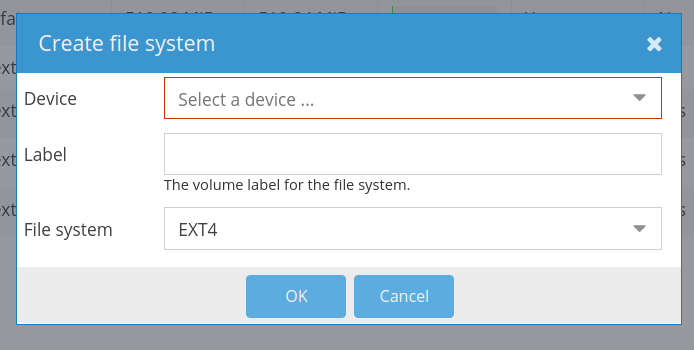 Create file system
Device
Select a device ...
Label
The volume label for the file system.
File system
EXT4
OK
Cancel